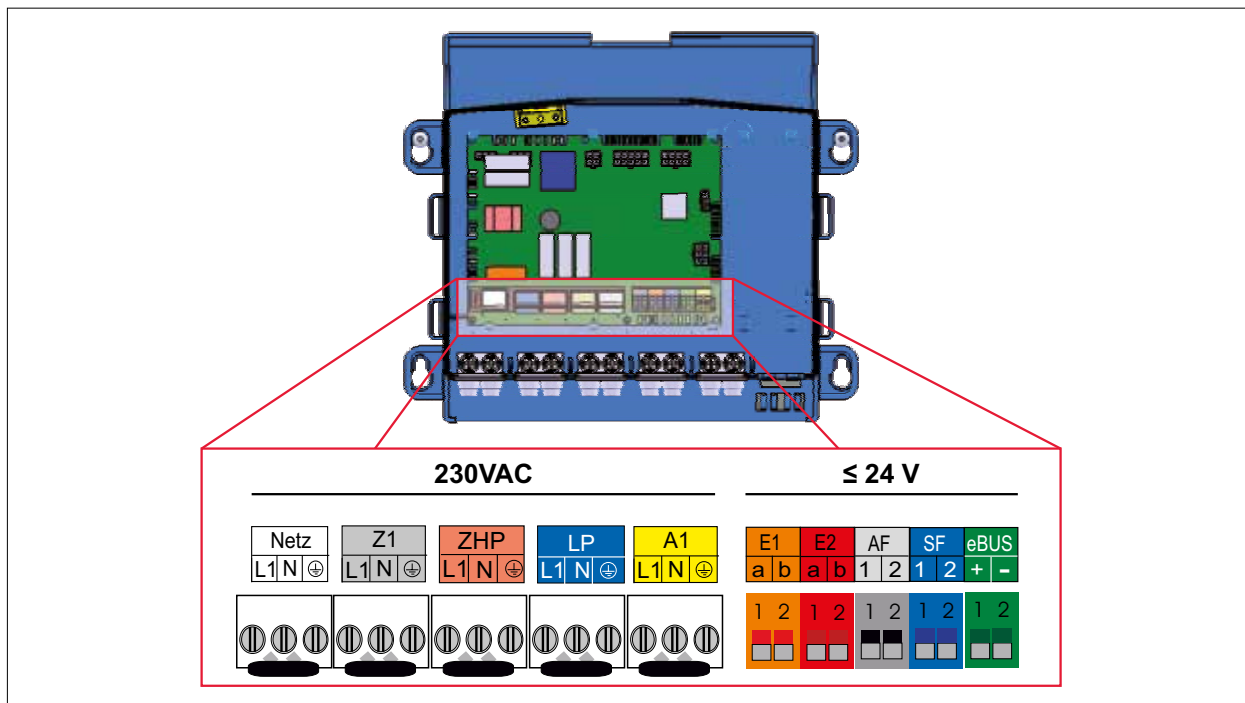 230VAC ≤ 24 V
Netz Z1 ZHP LP A1 E1 E2 AF SF eBUS
L1 N ⏚ L1 N ⏚ L1 N ⏚ L1 N ⏚ L1 N ⏚ a b a b 1 2 1 2 + -
1 2 1 2 1 2 1 2 1 2